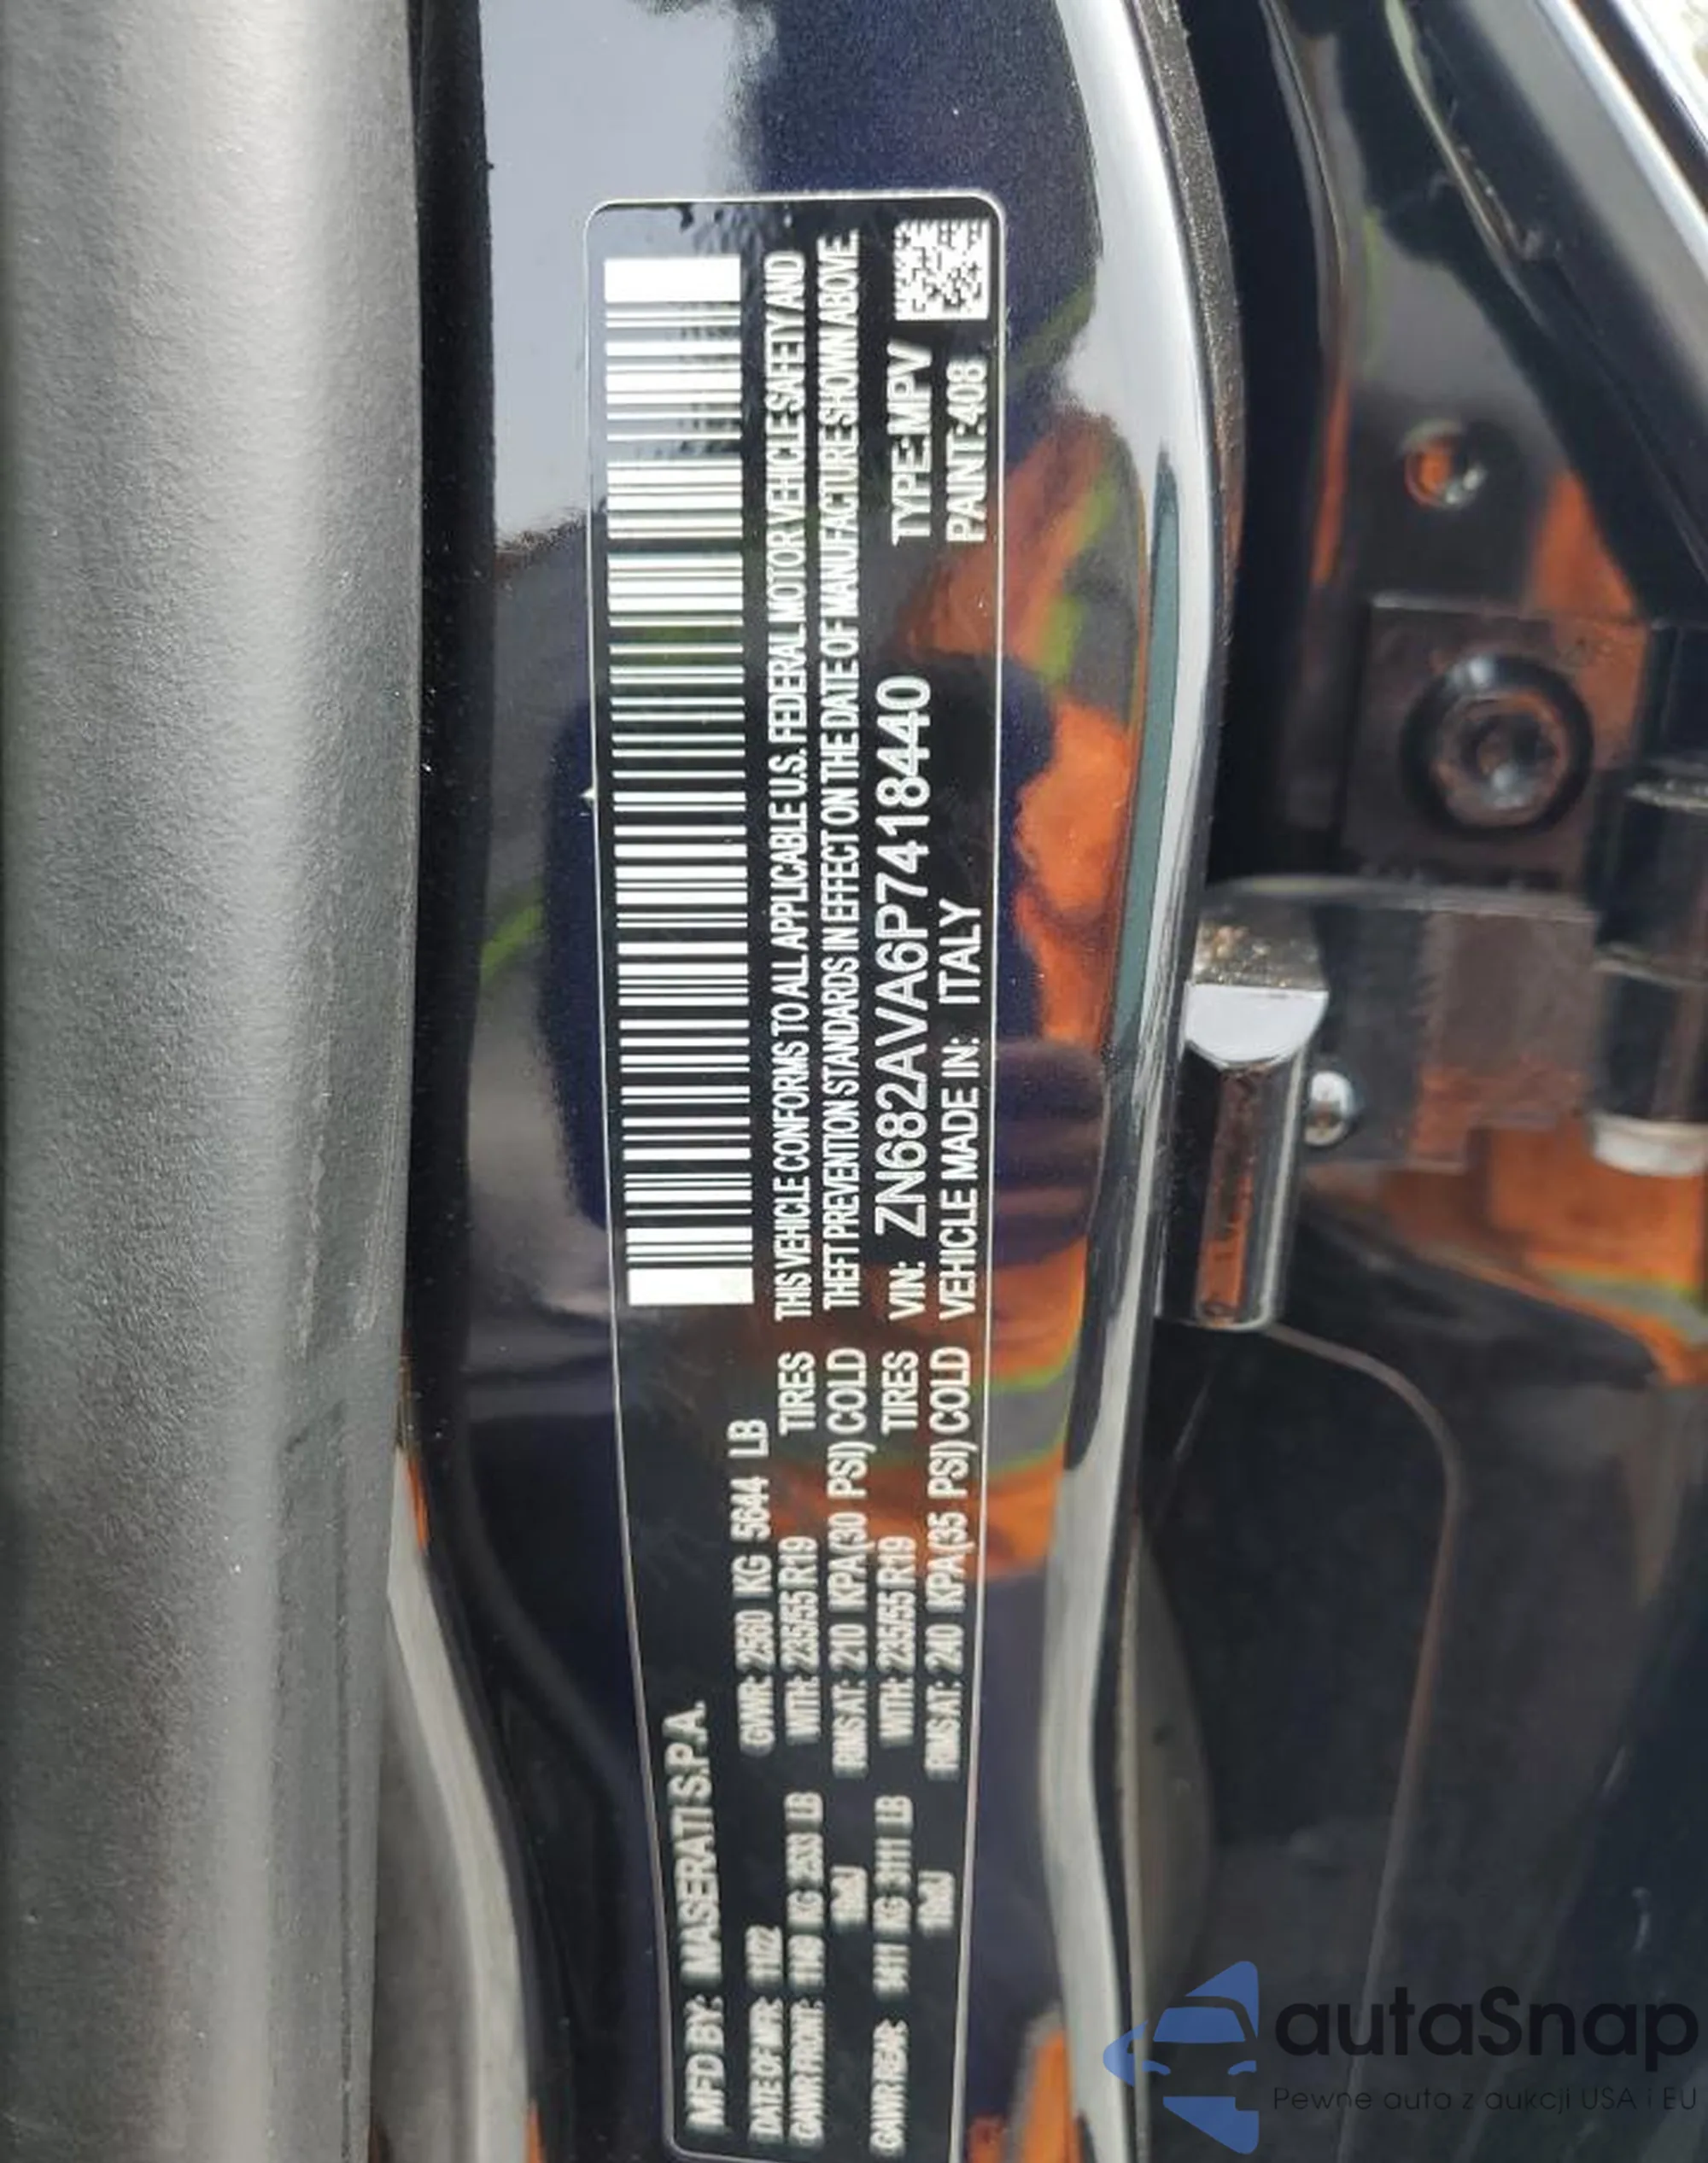 MFD BY: MASERATI S.P.A.
DATE OF MFR: 11/22 GVWR: 2560 KG 5644 LB
GAWR FRONT: 1149 KG 2533 LB WITH: 235/55 R19 TIRES
RIMS AT: 210 KPA(30 PSI) COLD
GAWR REAR: 1411 KG 3111 LB WITH: 235/55 R19 TIRES
RIMS AT: 240 KPA(35 PSI) COLD
THIS VEHICLE CONFORMS TO ALL APPLICABLE U.S. FEDERAL MOTOR VEHICLE SAFETY AND
THEFT PREVENTION STANDARDS IN EFFECT ON THE DATE OF MANUFACTURE SHOWN ABOVE.
VIN: ZN682AVA6P7418440 TYPE: MPV
VEHICLE MADE IN: ITALY PAINT: 408
autaSnap
Pewne auta z aukcji USA i EU